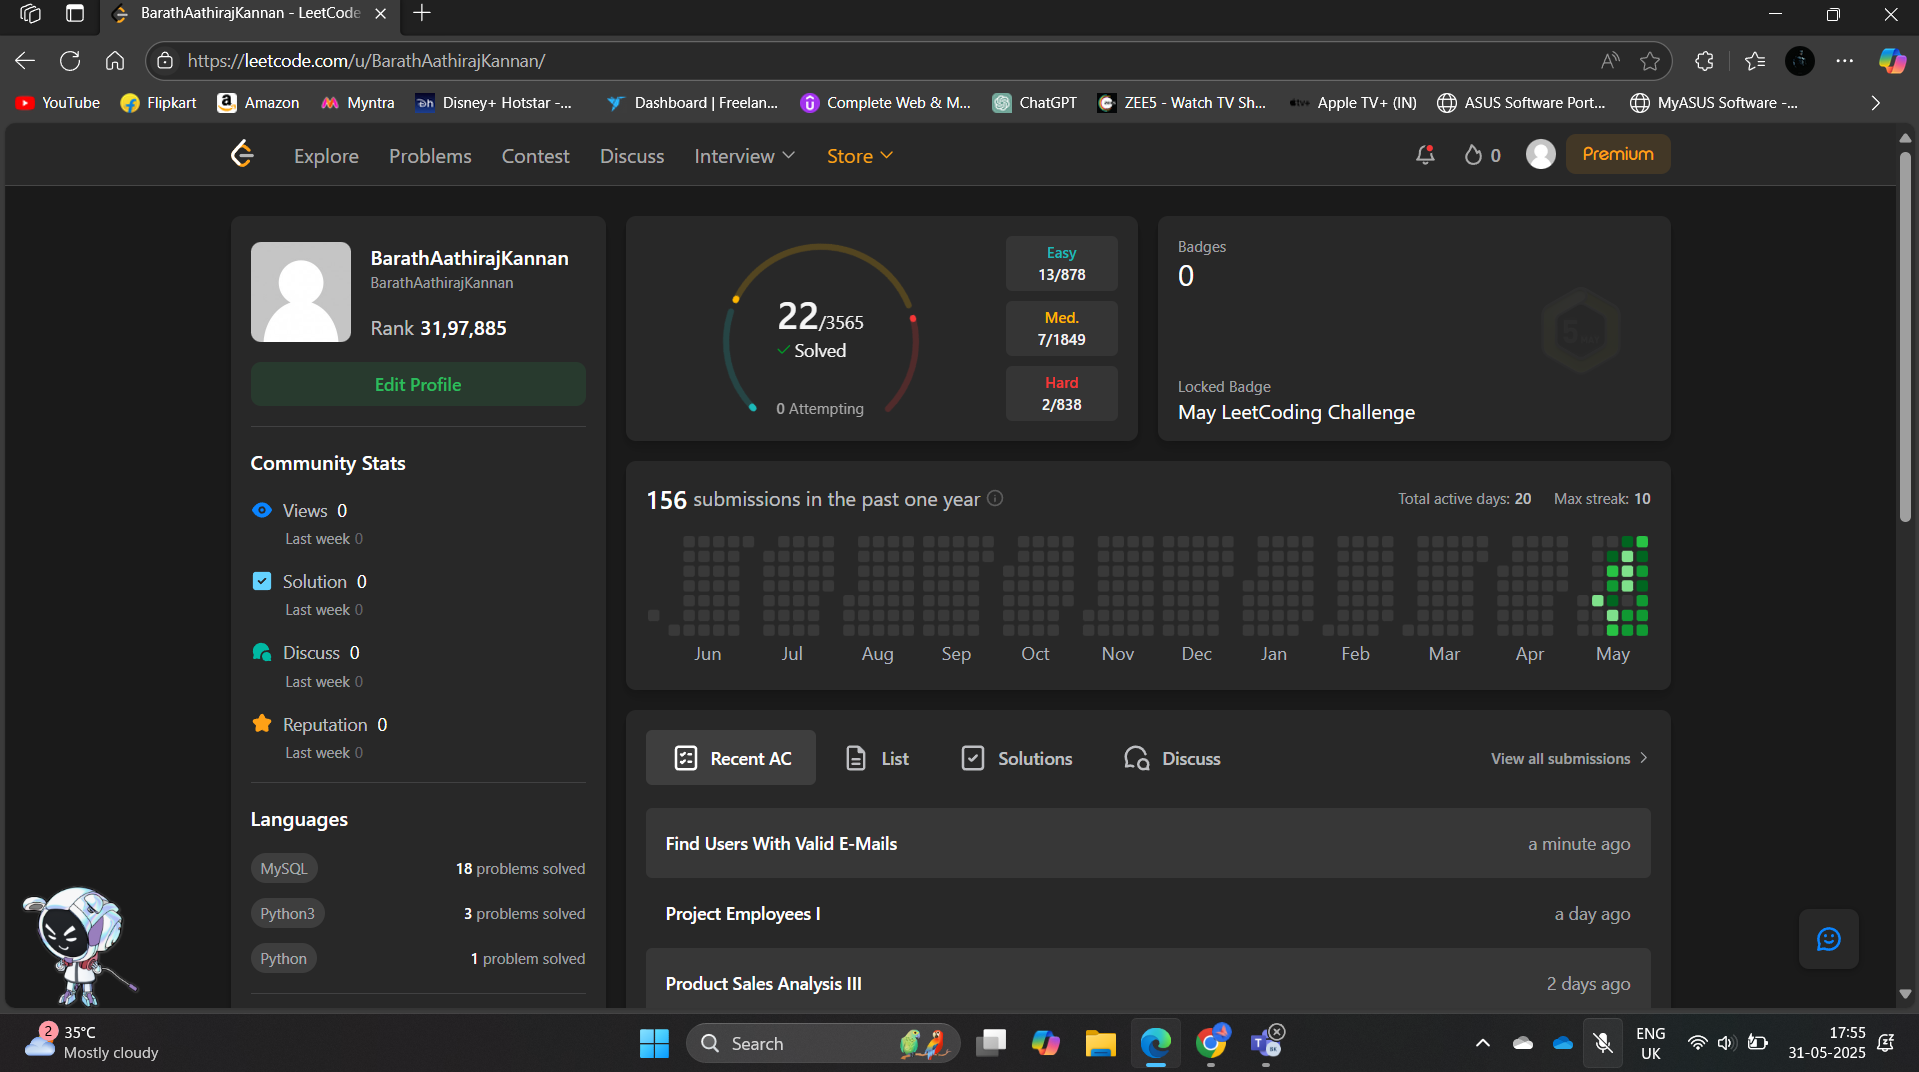 BarathAathirajKannan - LeetCode
https://leetcode.com/u/BarathAathirajKannan/
YouTube Flipkart Amazon Myntra Disney+ Hotstar -... Dashboard | Freelan... Complete Web & M... ChatGPT ZEE5 - Watch TV Sh... Apple TV+ (IN) ASUS Software Port... MyASUS Software -...
Explore Problems Contest Discuss Interview Store 0 Premium
BarathAathirajKannan
BarathAathirajKannan
Rank 31,97,885
Edit Profile
Community Stats
Views 0
Last week 0
Solution 0
Last week 0
Discuss 0
Last week 0
Reputation 0
Last week 0
Languages
MySQL 18 problems solved
Python3 3 problems solved
Python 1 problem solved
22/3565
Solved
0 Attempting
Easy
13/878
Med.
7/1849
Hard
2/838
Badges
0
Locked Badge
May LeetCoding Challenge
156 submissions in the past one year Total active days: 20 Max streak: 10
Jun Jul Aug Sep Oct Nov Dec Jan Feb Mar Apr May
Recent AC List Solutions Discuss View all submissions
Find Users With Valid E-Mails a minute ago
Project Employees I a day ago
Product Sales Analysis III 2 days ago
2 35°C
Mostly cloudy
Search
ENG
UK
17:55
31-05-2025